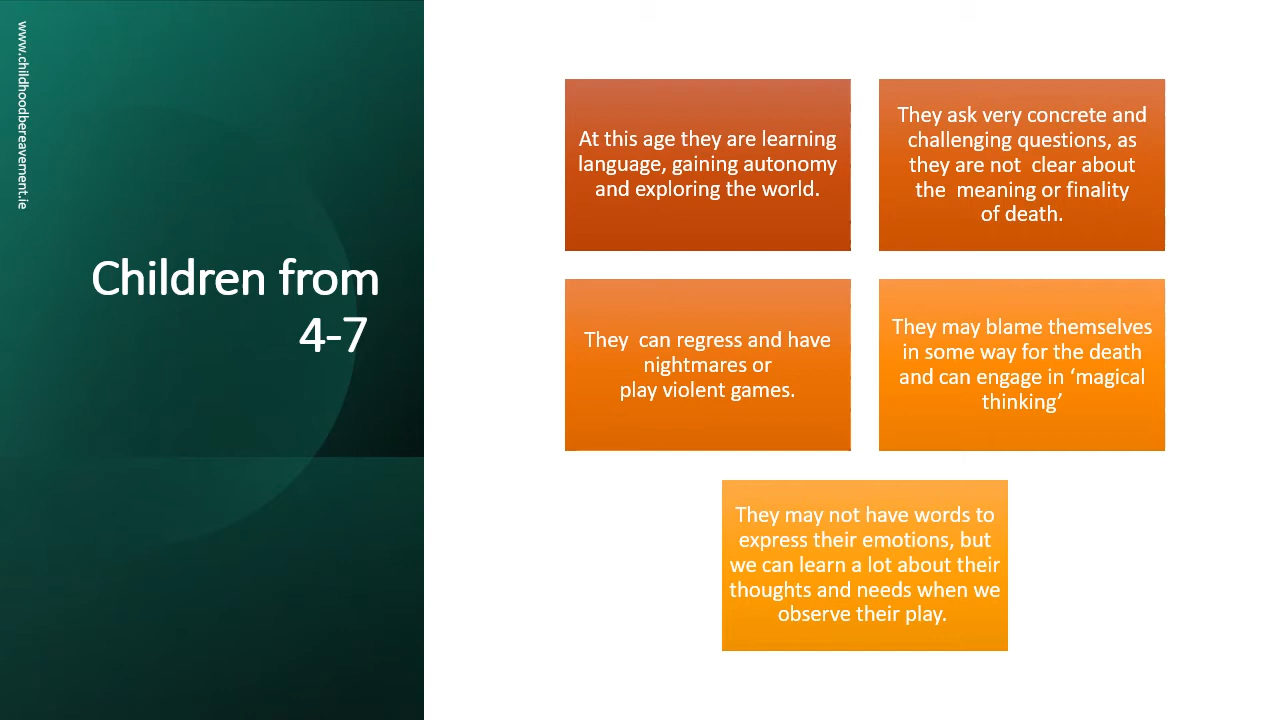 www.childhoodbereavement.ie
Children from
4-7
At this age they are learning
language, gaining autonomy
and exploring the world.
They ask very concrete and
challenging questions, as
they are not  clear about
the  meaning or finality
of death.
They  can regress and have
nightmares or
play violent games.
They may blame themselves
in some way for the death
and can engage in ‘magical
thinking’
They may not have words to
express their emotions, but
we can learn a lot about their
thoughts and needs when we
observe their play.